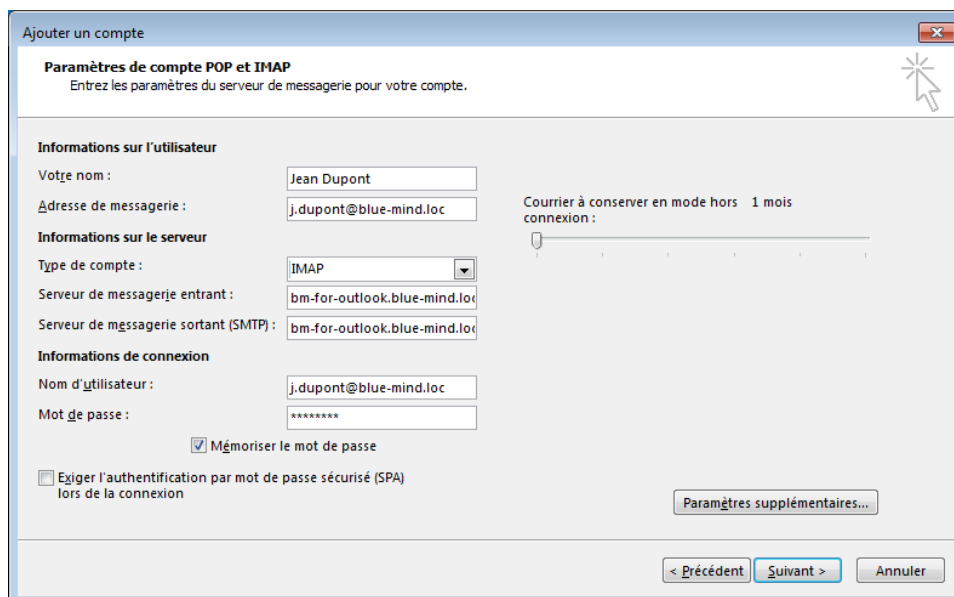 Ajouter un compte
Paramètres de compte POP et IMAP
Entrez les paramètres du serveur de messagerie pour votre compte.
Informations sur l'utilisateur
Votre nom :
Jean Dupont
Adresse de messagerie :
j.dupont@blue-mind.loc
Informations sur le serveur
Type de compte :
IMAP
Serveur de messagerie entrant :
bm-for-outlook.blue-mind.loc
Serveur de messagerie sortant (SMTP) :
bm-for-outlook.blue-mind.loc
Informations de connexion
Nom d'utilisateur :
j.dupont@blue-mind.loc
Mot de passe :
********
Mémoriser le mot de passe
Exiger l'authentification par mot de passe sécurisé (SPA)
lors de la connexion
Courrier à conserver en mode hors 1 mois
connexion :
Paramètres supplémentaires...
< Précédent
Suivant >
Annuler